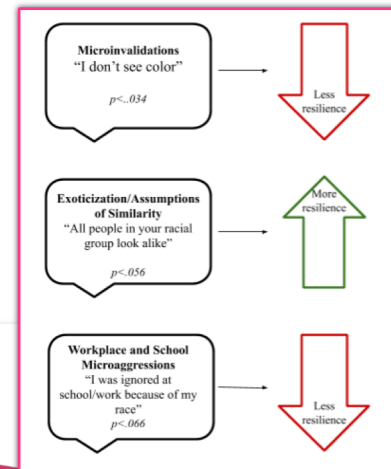 Microinvalidations
“I don’t see color”
p<..034
Less
resilience
Exoticization/Assumptions
of Similarity
“All people in your racial
group look alike”
p<.056
More
resilience
Workplace and School
Microaggressions
“I was ignored at
school/work because of my
race”
p<.066
Less
resilience